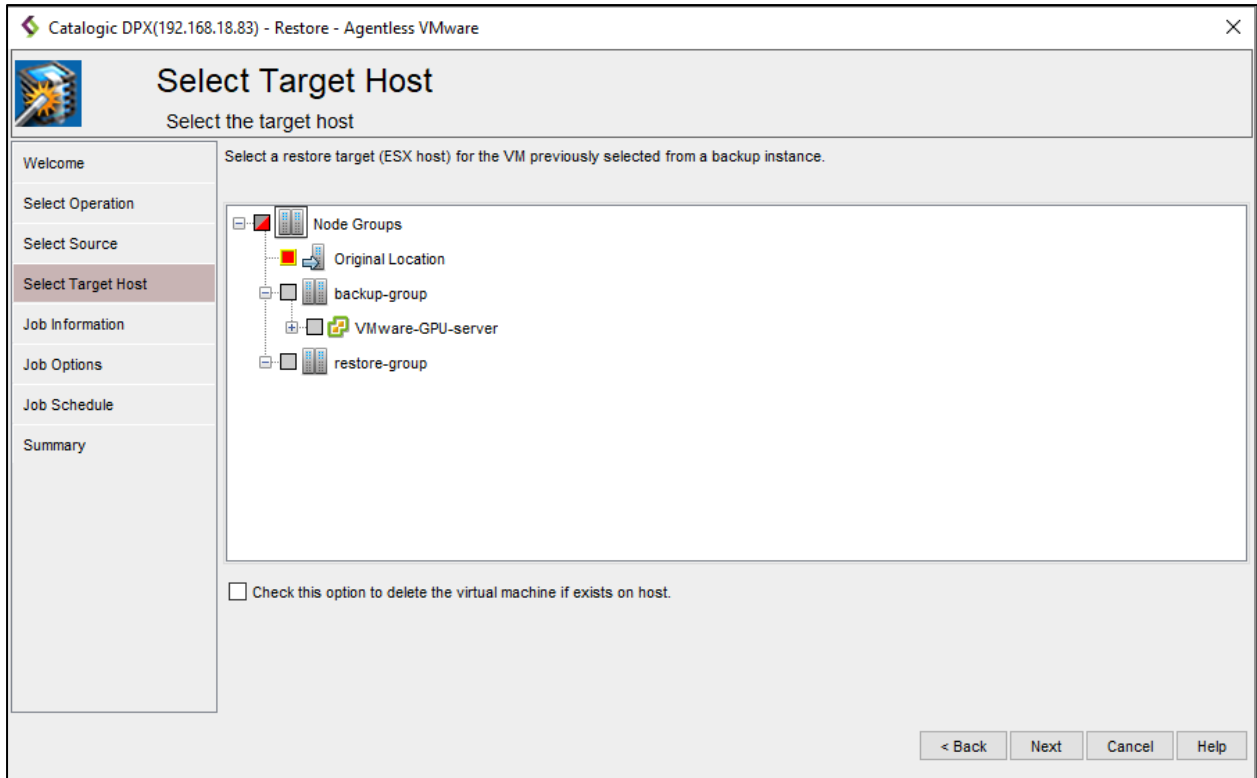 Catalogic DPX(192.168.18.83) - Restore - Agentless VMware
Select Target Host
Select the target host
Welcome
Select Operation
Select Source
Select Target Host
Job Information
Job Options
Job Schedule
Summary
Select a restore target (ESX host) for the VM previously selected from a backup instance.
Node Groups
Original Location
backup-group
VMware-GPU-server
restore-group
Check this option to delete the virtual machine if exists on host.
< Back Next Cancel Help